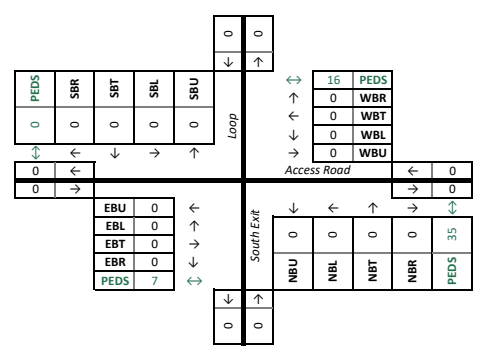 0 0
↓ ↑
PEDS SBR SBT SBL SBU
0 0 0 0 0
↕ ← ↓ → ↑
Loop
↔ 16 PEDS
↑ 0 WBR
← 0 WBT
↓ 0 WBL
→ 0 WBU
Access Road
0 ←
0 →
← 0
→ 0
EBU 0 ←
EBL 0 ↑
EBT 0 →
EBR 0 ↓
PEDS 7 ↔
South Exit
↓ ← ↑ → ↕
0 0 0 0 35
NBU NBL NBT NBR PEDS
↓ ↑
0 0